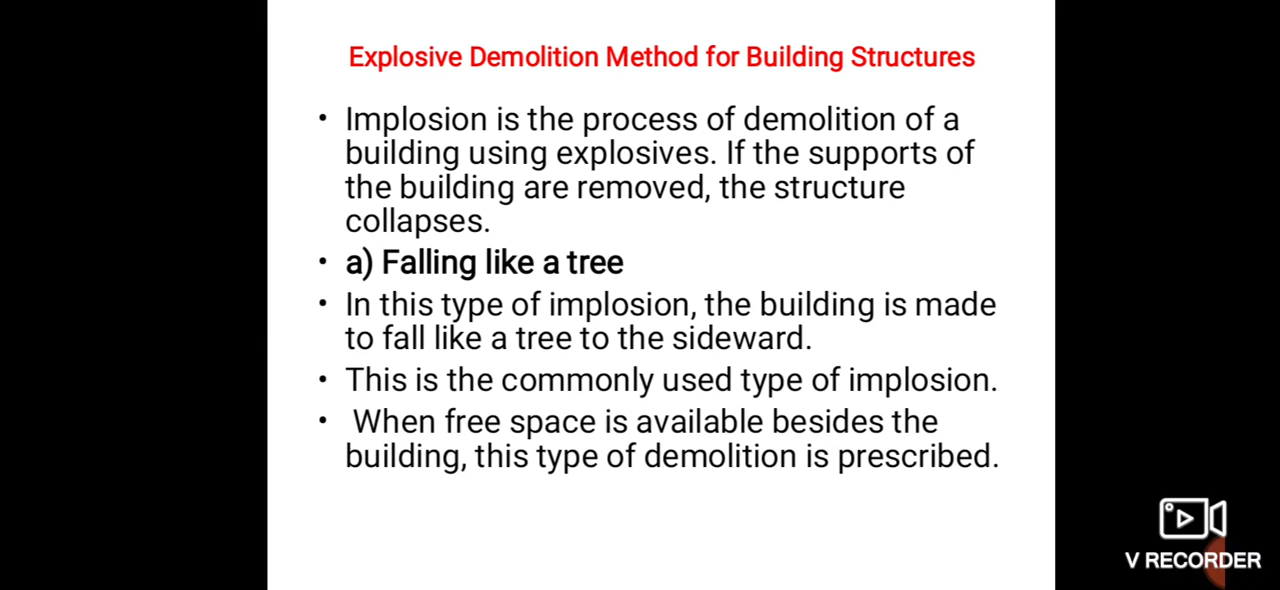 Explosive Demolition Method for Building Structures
• Implosion is the process of demolition of a
building using explosives. If the supports of
the building are removed, the structure
collapses.
• a) Falling like a tree
• In this type of implosion, the building is made
to fall like a tree to the sideward.
• This is the commonly used type of implosion.
• When free space is available besides the
building, this type of demolition is prescribed.
V RECORDER